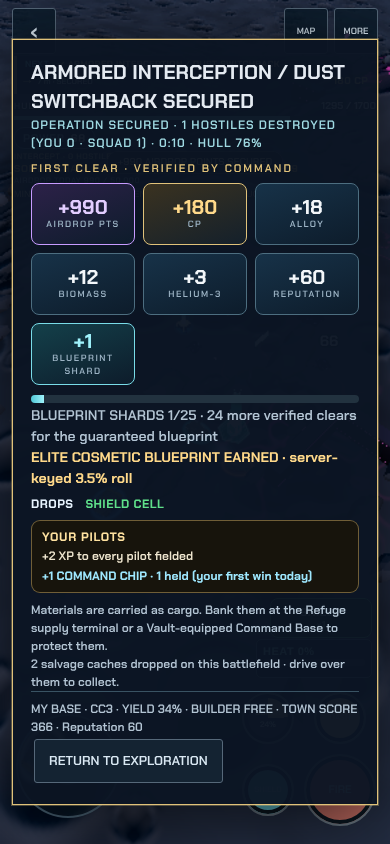 ‹
MAP
MORE
ARMORED INTERCEPTION / DUST
SWITCHBACK SECURED
OPERATION SECURED · 1 HOSTILES DESTROYED
(YOU 0 · SQUAD 1) · 0:10 · HULL 76%
FIRST CLEAR · VERIFIED BY COMMAND
+990
AIRDROP PTS
+180
CP
+18
ALLOY
+12
BIOMASS
+3
HELIUM-3
+60
REPUTATION
+1
BLUEPRINT
SHARD
BLUEPRINT SHARDS 1/25 · 24 more verified clears
for the guaranteed blueprint
ELITE COSMETIC BLUEPRINT EARNED · server-
keyed 3.5% roll
DROPS SHIELD CELL
YOUR PILOTS
+2 XP to every pilot fielded
+1 COMMAND CHIP · 1 held (your first win today)
Materials are carried as cargo. Bank them at the Refuge
supply terminal or a Vault-equipped Command Base to
protect them.
2 salvage caches dropped on this battlefield · drive over
them to collect.
MY BASE · CC3 · YIELD 34% · BUILDER FREE · TOWN SCORE
366 · Reputation 60
RETURN TO EXPLORATION